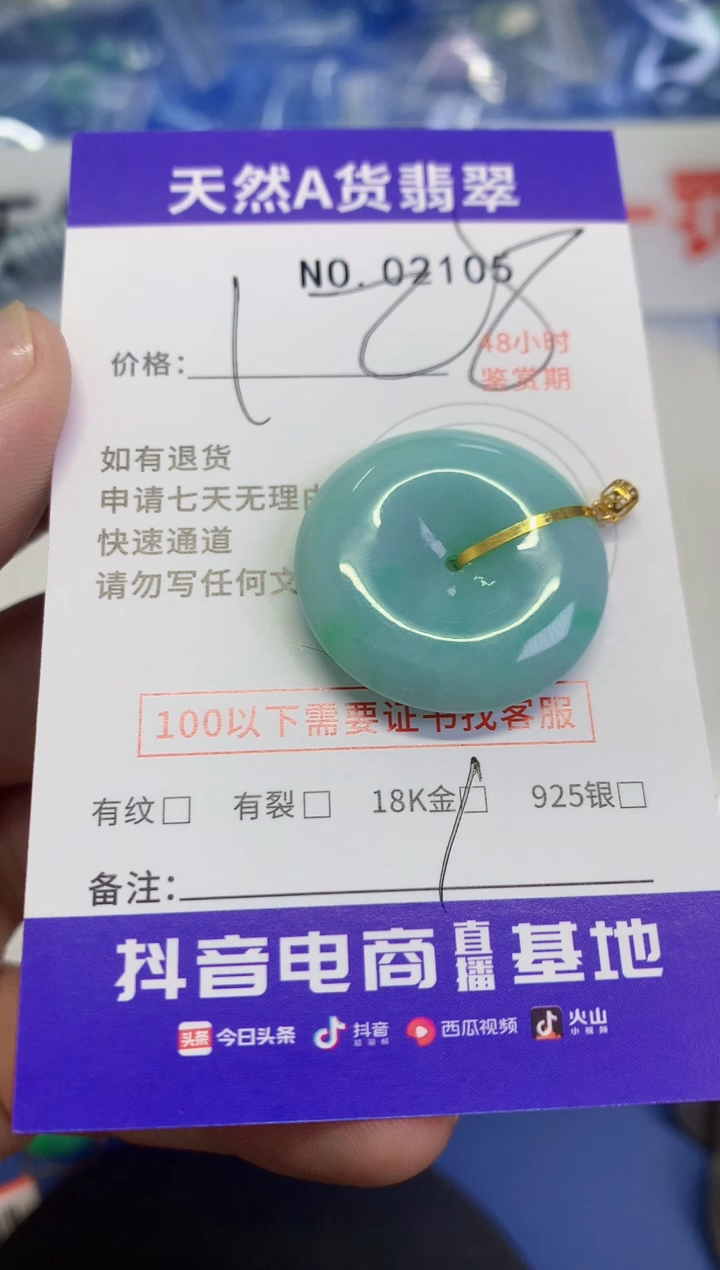 天然A货翡翠
NO.02105
价格: 128
48小时
鉴赏期
如有退货
申请七天无理由
快速通道
请勿写任何文
100以下需要证书找客服
有纹□ 有裂□ 18K金□ 925银□
备注:
抖音电商直播基地
头条 今日头条 抖音 西瓜视频 火山
小视频